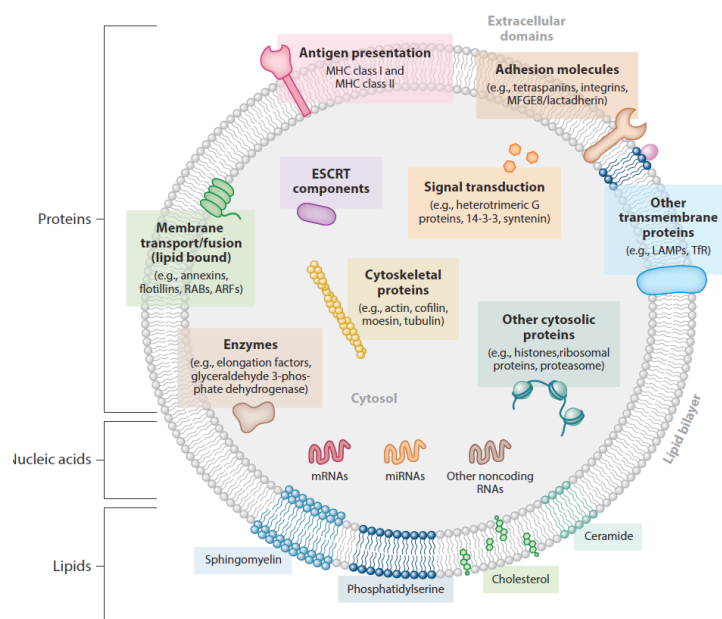 Extracellular
domains
Antigen presentation
MHC class I and
MHC class II
Adhesion molecules
(e.g., tetraspanins, integrins,
MFGE8/lactadherin)
ESCRT
components
Signal transduction
(e.g., heterotrimeric G
proteins, 14-3-3, syntenin)
Proteins
Membrane
transport/fusion
(lipid bound)
(e.g., annexins,
flotillins, RABs, ARFs)
Other
transmembrane
proteins
(e.g., LAMPs, TfR)
Cytoskeletal
proteins
(e.g., actin, cofilin,
moesin, tubulin)
Enzymes
(e.g., elongation factors,
glyceraldehyde 3-phos-
phate dehydrogenase)
Other cytosolic
proteins
(e.g., histones,ribosomal
proteins, proteasome)
Cytosol
Lipid bilayer
Nucleic acids
mRNAs
miRNAs
Other noncoding
RNAs
Lipids
Sphingomyelin
Phosphatidylserine
Cholesterol
Ceramide